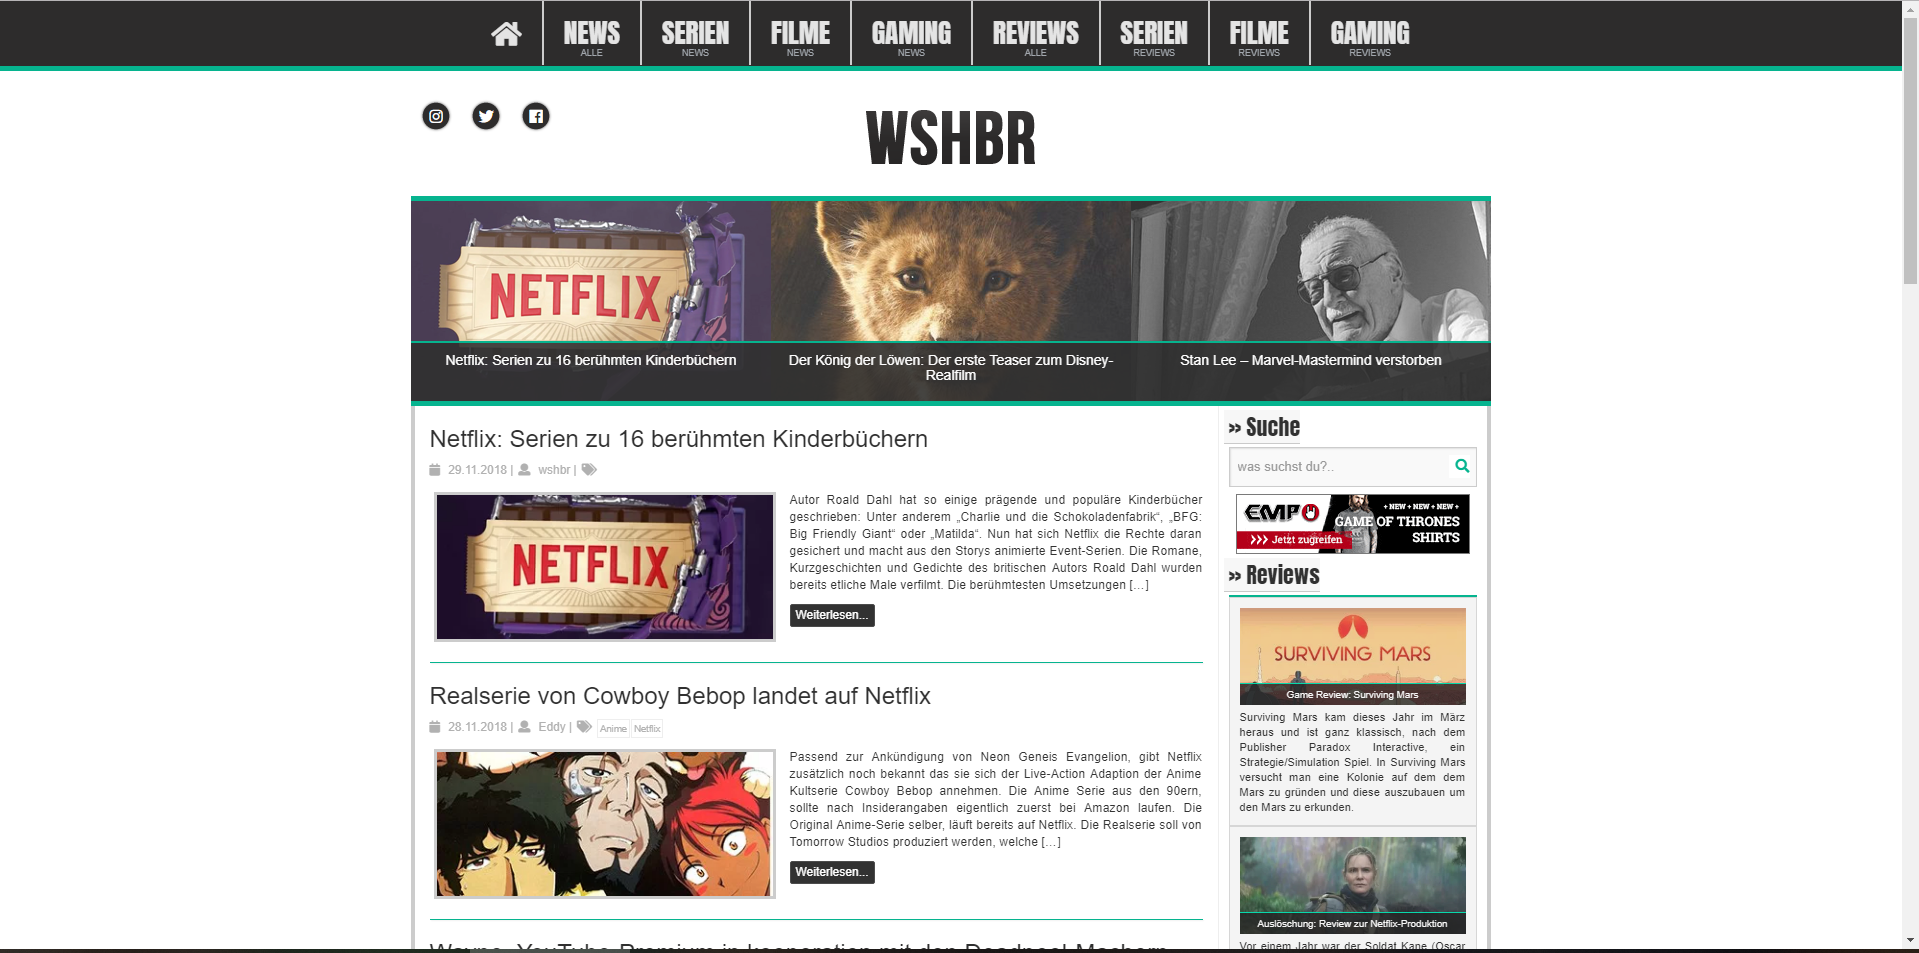 NEWS
ALLE
SERIEN
NEWS
FILME
NEWS
GAMING
NEWS
REVIEWS
ALLE
SERIEN
REVIEWS
FILME
REVIEWS
GAMING
REVIEWS
WSHBR
NETFLIX
Netflix: Serien zu 16 berühmten Kinderbüchern
Der König der Löwen: Der erste Teaser zum Disney-
Realfilm
Stan Lee – Marvel-Mastermind verstorben
Netflix: Serien zu 16 berühmten Kinderbüchern
29.11.2018 | wshbr |
NETFLIX
Autor Roald Dahl hat so einige prägende und populäre Kinderbücher
geschrieben: Unter anderem „Charlie und die Schokoladenfabrik“, „BFG:
Big Friendly Giant“ oder „Matilda“. Nun hat sich Netflix die Rechte daran
gesichert und macht aus den Storys animierte Event-Serien. Die Romane,
Kurzgeschichten und Gedichte des britischen Autors Roald Dahl wurden
bereits etliche Male verfilmt. Die berühmtesten Umsetzungen […]
Weiterlesen...
Realserie von Cowboy Bebop landet auf Netflix
28.11.2018 | Eddy | Anime Netflix
Passend zur Ankündigung von Neon Geneis Evangelion, gibt Netflix
zusätzlich noch bekannt das sie sich der Live-Action Adaption der Anime
Kultserie Cowboy Bebop annehmen. Die Anime Serie aus den 90ern,
sollte nach Insiderangaben eigentlich zuerst bei Amazon laufen. Die
Original Anime-Serie selber, läuft bereits auf Netflix. Die Realserie soll von
Tomorrow Studios produziert werden, welche […]
Weiterlesen...
Wayne: YouTube Premium in kooperation mit den Deadpool Machern
» Suche
was suchst du?..
EMP
>>> Jetzt zugreifen
+ NEW + NEW + NEW +
GAME OF THRONES
SHIRTS
» Reviews
SURVIVING MARS
Game Review: Surviving Mars
Surviving Mars kam dieses Jahr im März
heraus und ist ganz klassisch, nach dem
Publisher Paradox Interactive, ein
Strategie/Simulation Spiel. In Surviving Mars
versucht man eine Kolonie auf dem dem
Mars zu gründen und diese auszubauen um
den Mars zu erkunden.
Auslöschung: Review zur Netflix-Produktion
Vor einem Jahr war der Soldat Kane (Oscar